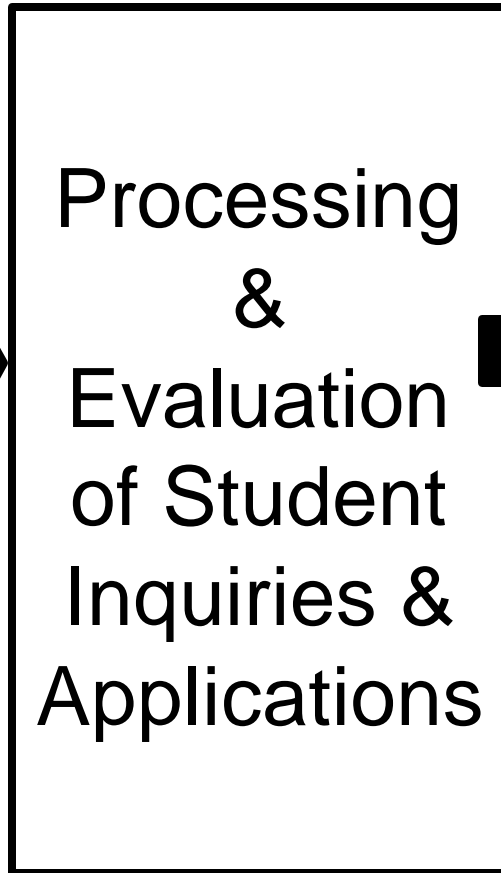 Processing
&
Evaluation
of Student
Inquiries &
Applications